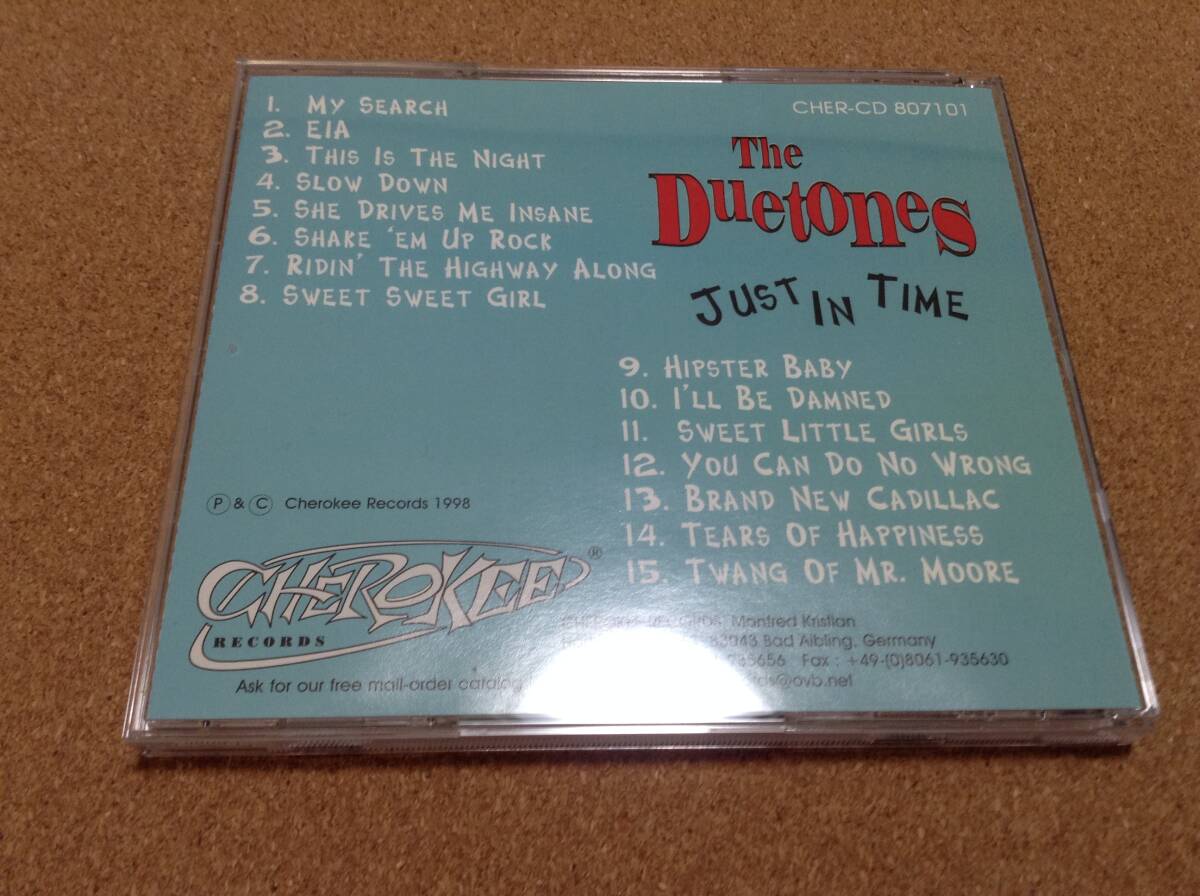 1. My Search
2. EIA
3. This Is The Night
4. Slow Down
5. She Drives Me Insane
6. Shake 'em Up Rock
7. Ridin' The Highway Along
8. Sweet Sweet Girl
CHER-CD 807101
The
Duetones
Just In Time
9. Hipster Baby
10. I'll Be Damned
11. Sweet Little Girls
12. You Can Do No Wrong
13. Brand New Cadillac
14. Tears Of Happiness
15. Twang Of Mr. Moore
Ⓟ & Ⓒ Cherokee Records 1998
CHEROKEE®
RECORDS
Manfred Kristian
83043 Bad Aibling, Germany
Fax : +49-(0)8061-935630
Ask for our free mail-order catalog